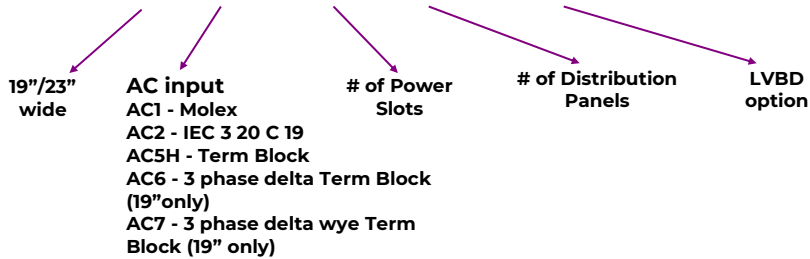 19”/23”
wide
AC input
AC1 - Molex
AC2 - IEC 3 20 C 19
AC5H - Term Block
AC6 - 3 phase delta Term Block
(19”only)
AC7 - 3 phase delta wye Term
Block (19” only)
# of Power
Slots
# of Distribution
Panels
LVBD
option